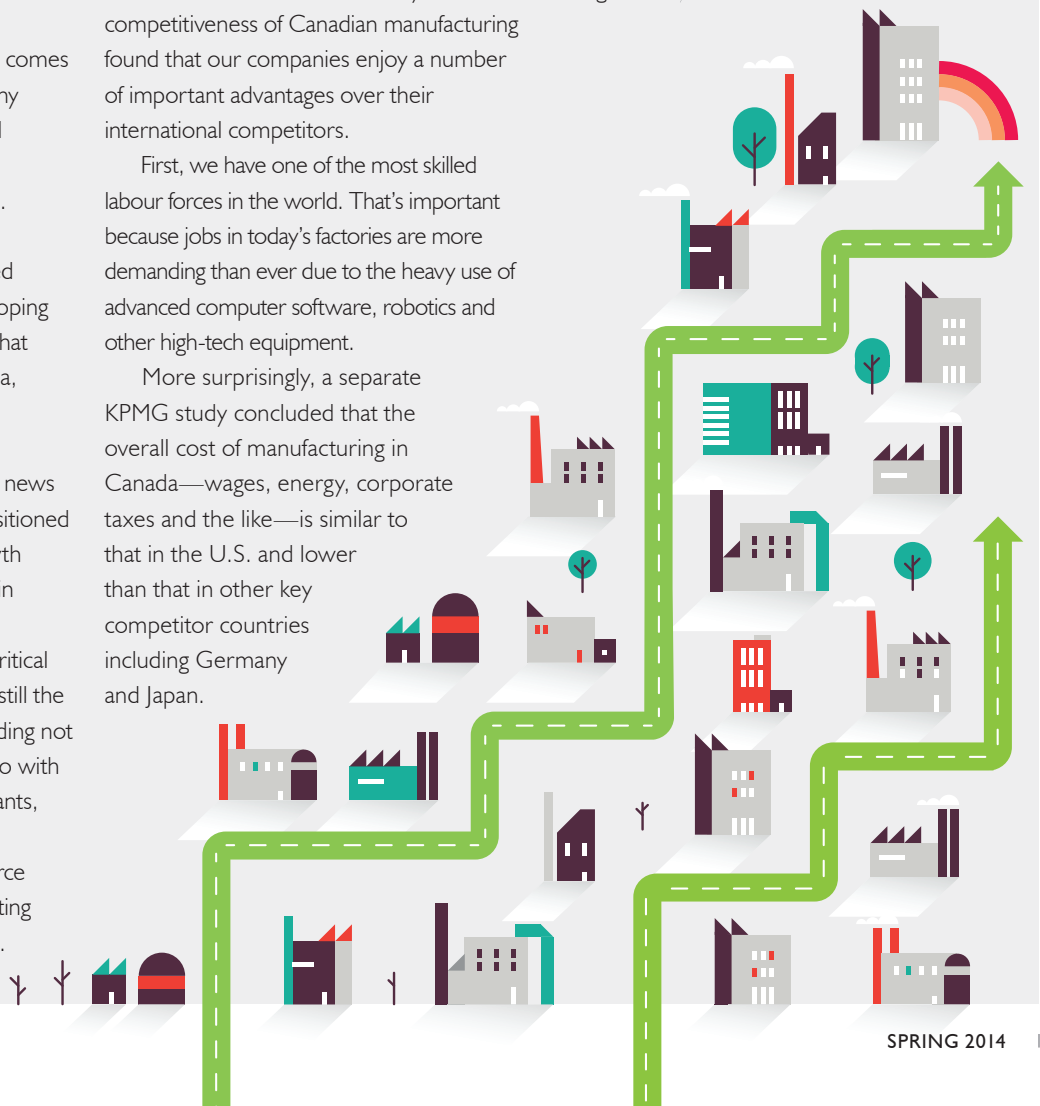 comes
news
still the
with
competitiveness of Canadian manufacturing
found that our companies enjoy a number
of important advantages over their
international competitors.
First, we have one of the most skilled
labour forces in the world. That’s important
because jobs in today’s factories are more
demanding than ever due to the heavy use of
advanced computer software, robotics and
other high-tech equipment.
More surprisingly, a separate
KPMG study concluded that the
overall cost of manufacturing in
Canada—wages, energy, corporate
taxes and the like—is similar to
that in the U.S. and lower
than that in other key
competitor countries
including Germany
and Japan.
SPRING 2014